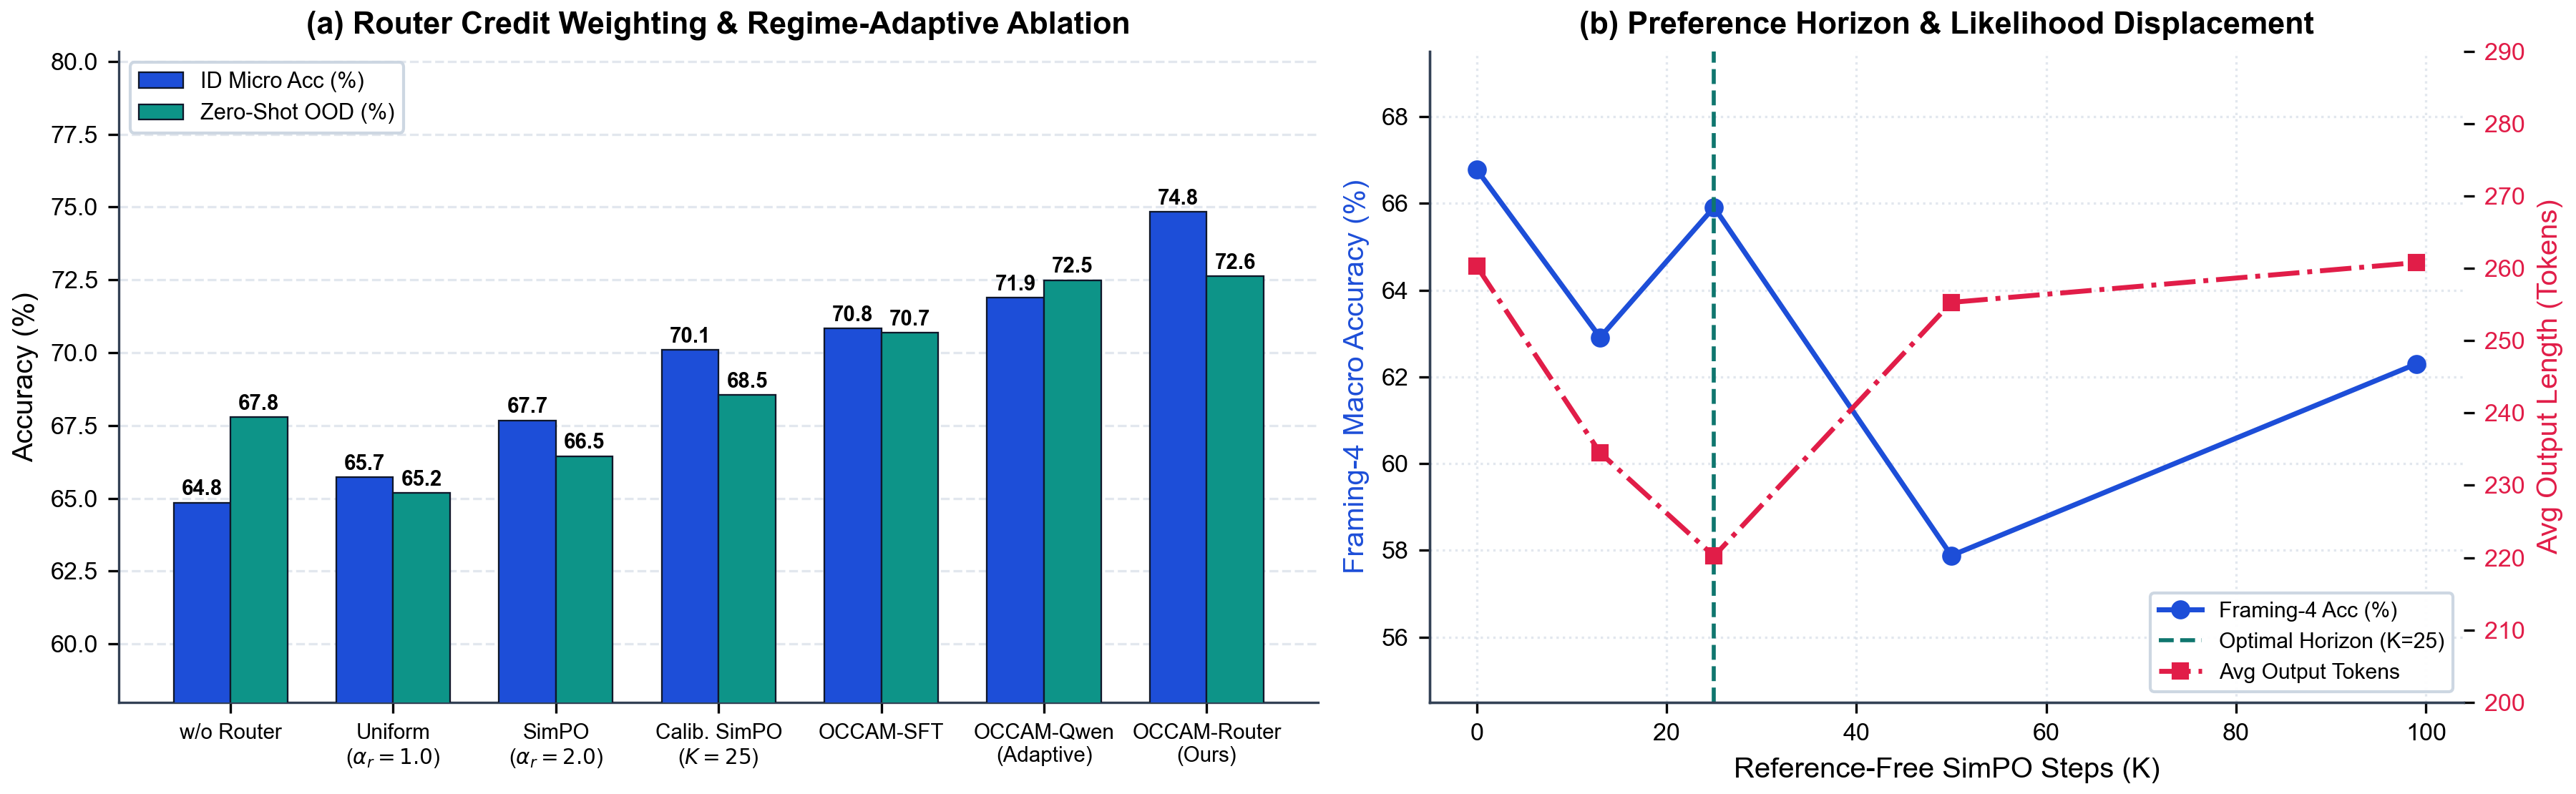 (a) Router Credit Weighting & Regime-Adaptive Ablation
Accuracy (%)
80.0
77.5
75.0
72.5
70.0
67.5
65.0
62.5
60.0
ID Micro Acc (%)
Zero-Shot OOD (%)
64.8
67.8
65.7
65.2
67.7
66.5
70.1
68.5
70.8
70.7
71.9
72.5
74.8
72.6
w/o Router
Uniform
(αr = 1.0)
SimPO
(αr = 2.0)
Calib. SimPO
(K = 25)
OCCAM-SFT
OCCAM-Qwen
(Adaptive)
OCCAM-Router
(Ours)
(b) Preference Horizon & Likelihood Displacement
Framing-4 Macro Accuracy (%)
68
66
64
62
60
58
56
290
280
270
260
250
240
230
220
210
200
Avg Output Length (Tokens)
Framing-4 Acc (%)
Optimal Horizon (K=25)
Avg Output Tokens
0
20
40
60
80
100
Reference-Free SimPO Steps (K)